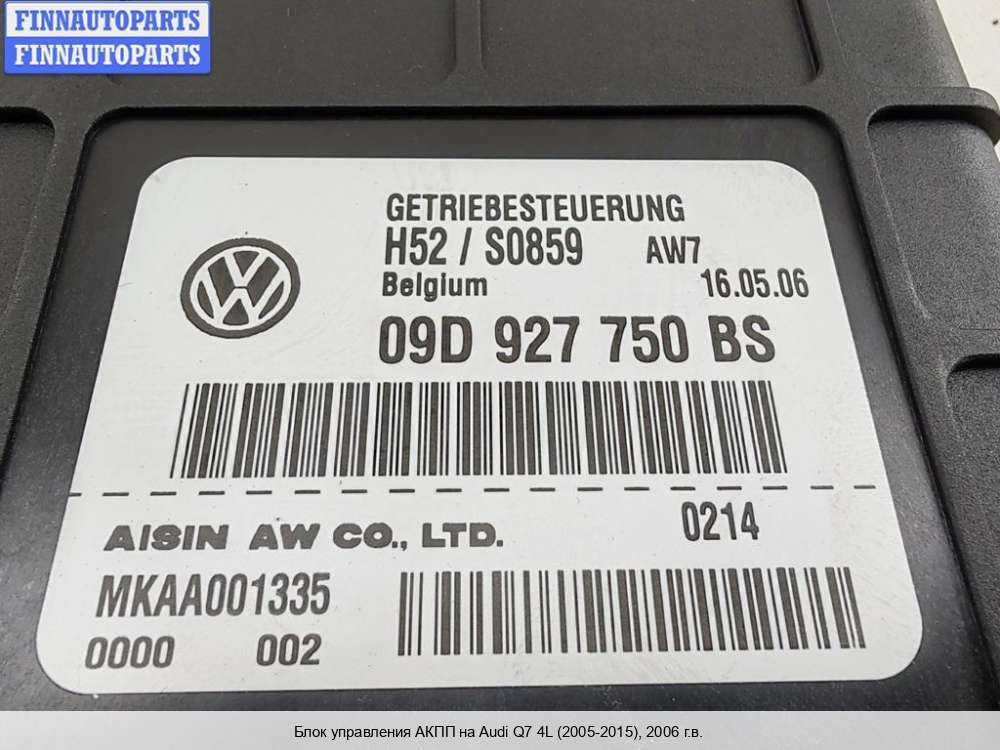 FINNAUTOPARTS
FINNAUTOPARTS
GETRIEBESTEUERUNG
H52 / S0859 AW7
Belgium 16.05.06
09D 927 750 BS
AISIN AW CO., LTD. 0214
MKAA001335
0000 002
Блок управления АКПП на Audi Q7 4L (2005-2015), 2006 г.в.